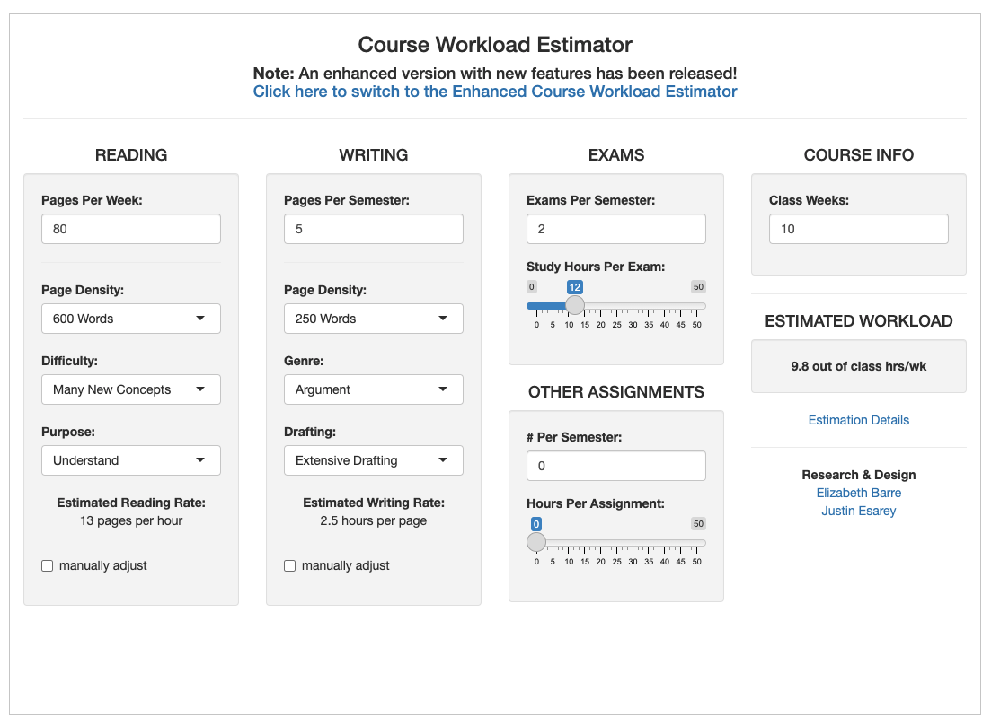 Course Workload Estimator
Note: An enhanced version with new features has been released!
Click here to switch to the Enhanced Course Workload Estimator
READING
Pages Per Week:
80
Page Density:
600 Words
Difficulty:
Many New Concepts
Purpose:
Understand
Estimated Reading Rate:
13 pages per hour
manually adjust
WRITING
Pages Per Semester:
5
Page Density:
250 Words
Genre:
Argument
Drafting:
Extensive Drafting
Estimated Writing Rate:
2.5 hours per page
manually adjust
EXAMS
Exams Per Semester:
2
Study Hours Per Exam:
0 12 50
0 5 10 15 20 25 30 35 40 45 50
OTHER ASSIGNMENTS
# Per Semester:
0
Hours Per Assignment:
0 50
0 5 10 15 20 25 30 35 40 45 50
COURSE INFO
Class Weeks:
10
ESTIMATED WORKLOAD
9.8 out of class hrs/wk
Estimation Details
Research & Design
Elizabeth Barre
Justin Esarey